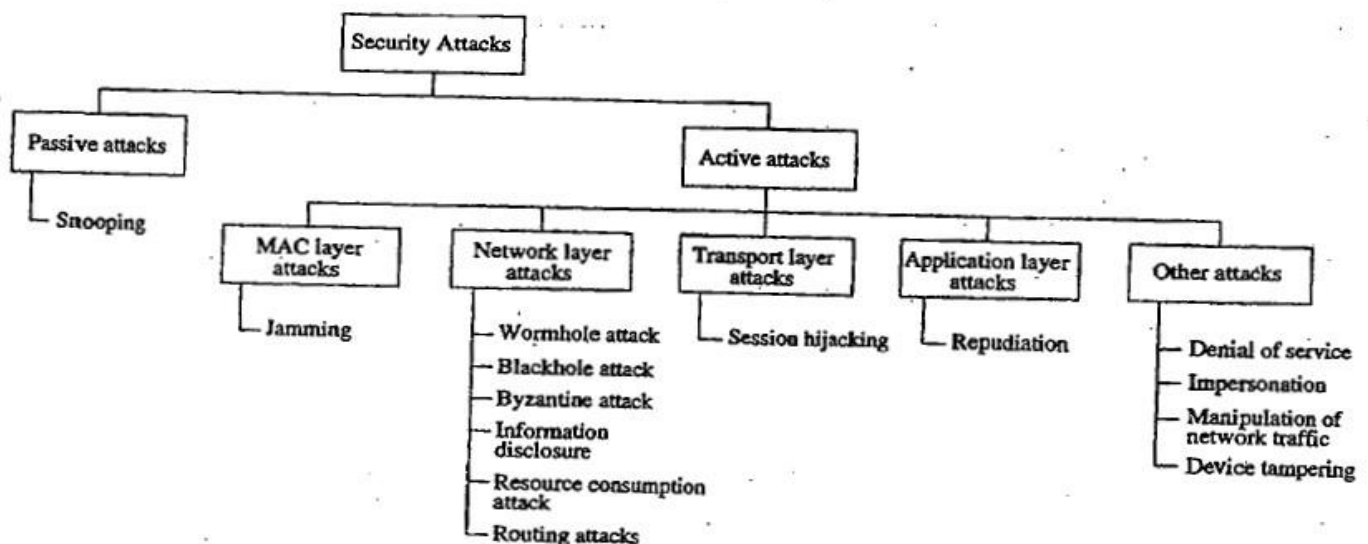 Security Attacks
Passive attacks
Active attacks
Snooping
MAC layer
attacks
Network layer
attacks
Transport layer
attacks
Application layer
attacks
Other attacks
Jamming
Wormhole attack
Blackhole attack
Byzantine attack
Information
disclosure
Resource consumption
attack
Routing attacks
Session hijacking
Repudiation
Denial of service
Impersonation
Manipulation of
network traffic
Device tampering